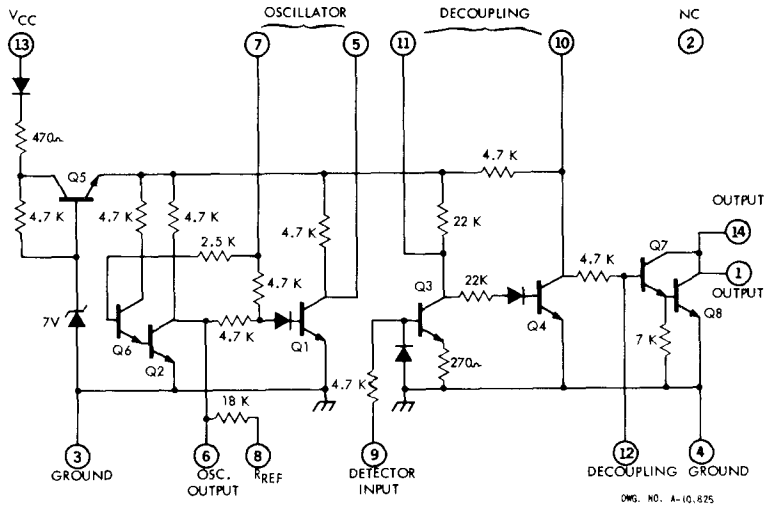 VCC
OSCILLATOR
DECOUPLING
NC
13
7
5
11
10
2
470Ω
4.7 K
Q5
4.7 K
4.7 K
4.7 K
4.7 K
22 K
OUTPUT
2.5 K
14
4.7 K
Q3
22K
4.7 K
Q7
1
OUTPUT
7V
Q6
Q2
4.7 K
Q1
Q4
Q8
4.7 K
270Ω
7 K
18 K
3
6
8
9
12
4
GROUND
OSC.
OUTPUT
RREF
DETECTOR
INPUT
DECOUPLING
GROUND
DWG. NO. A-10,825